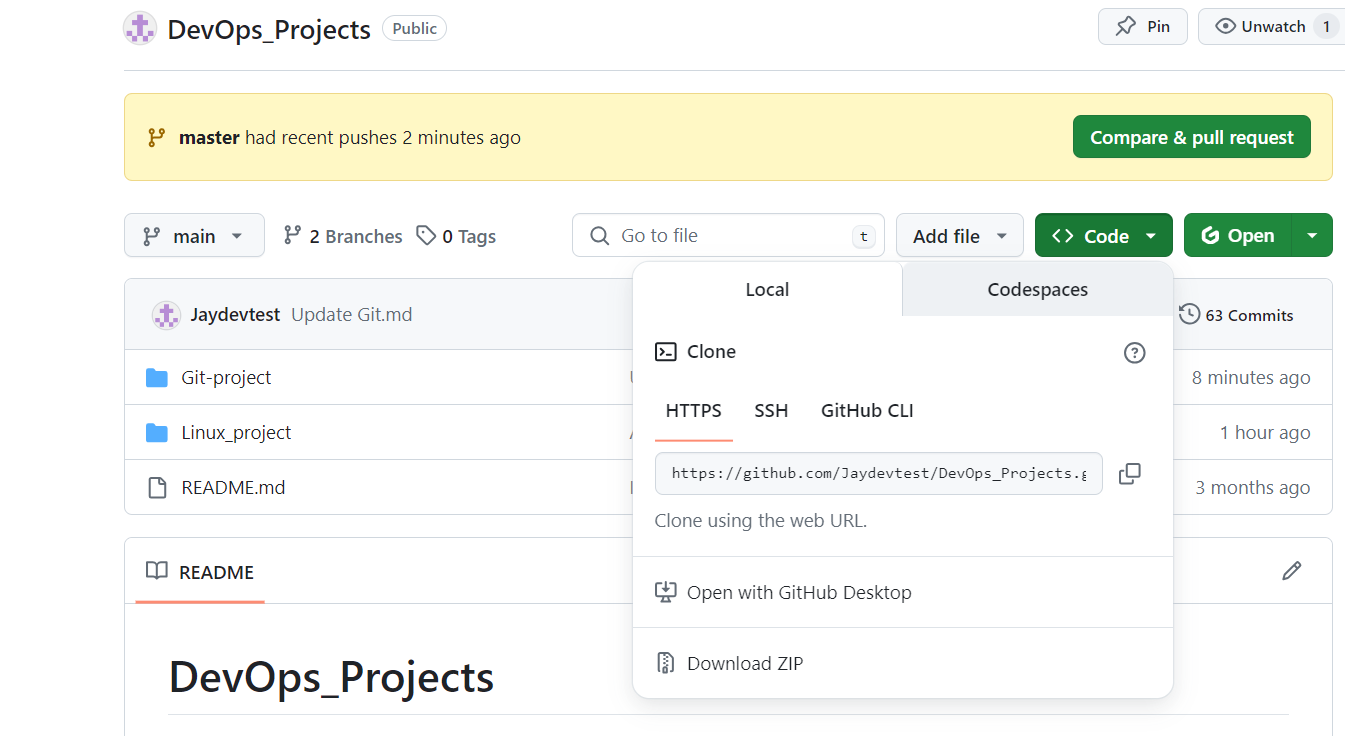 DevOps_Projects Public Pin Unwatch 1
master had recent pushes 2 minutes ago Compare & pull request
main 2 Branches 0 Tags Go to file t Add file Code Open
Local Codespaces
Jaydevtest Update Git.md 63 Commits
Clone
Git-project 8 minutes ago
HTTPS SSH GitHub CLI
Linux_project 1 hour ago
https://github.com/Jaydevtest/DevOps_Projects.g
README.md 3 months ago
Clone using the web URL.
README
Open with GitHub Desktop
Download ZIP
DevOps_Projects